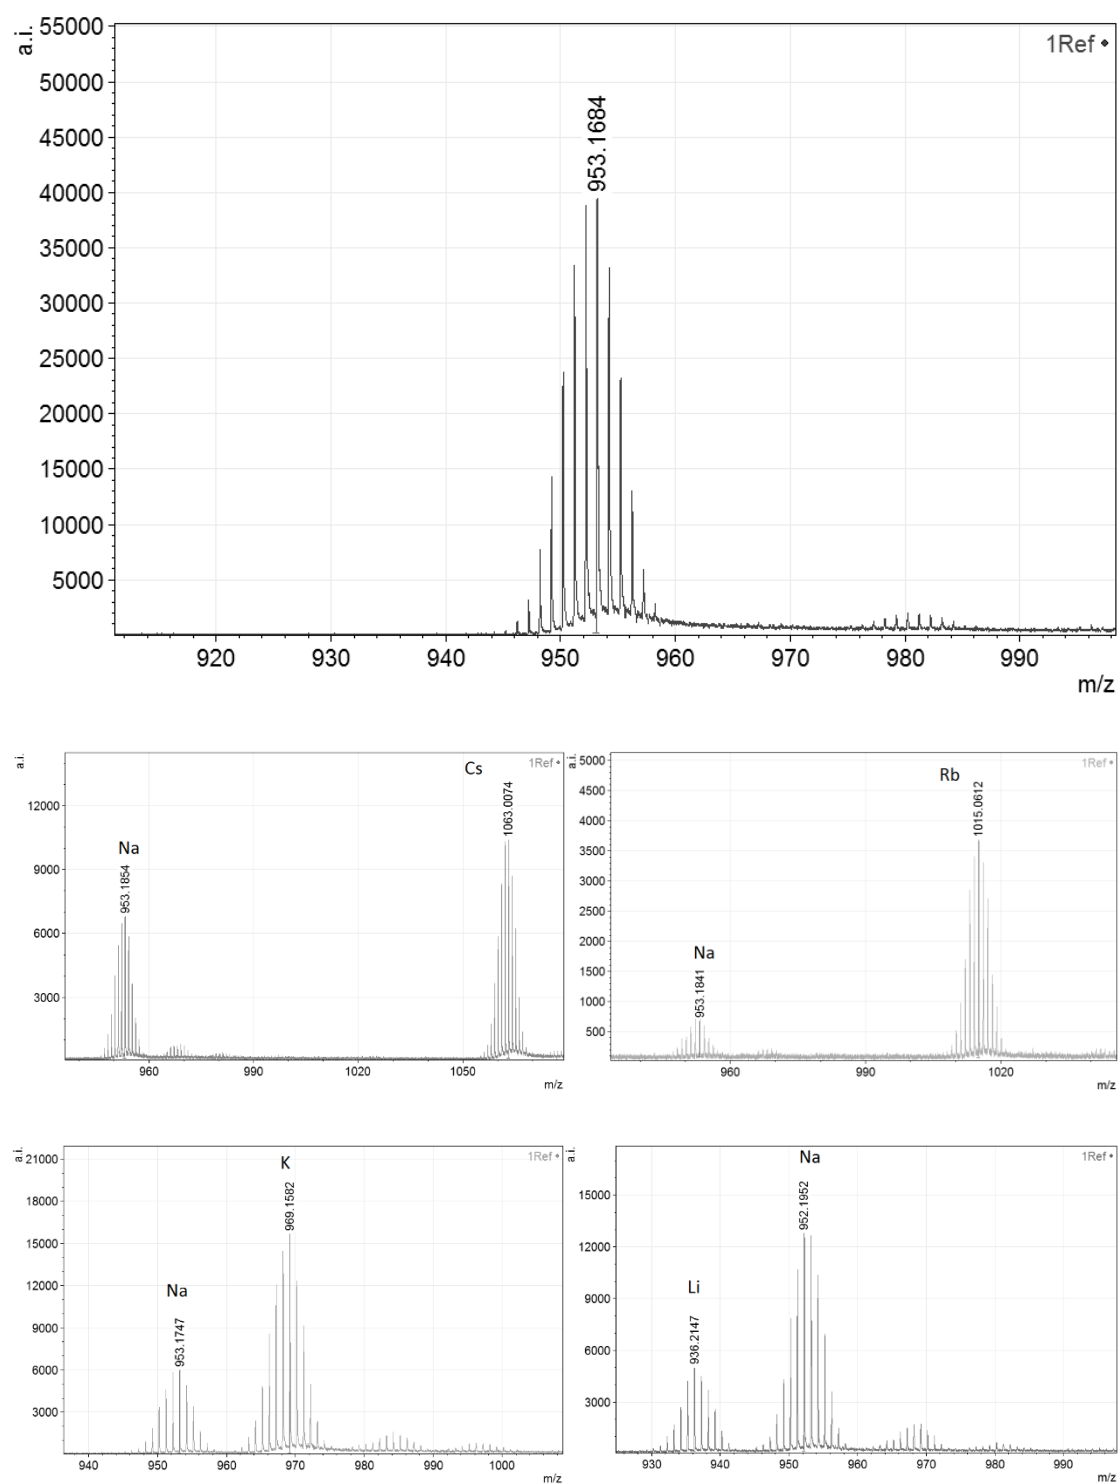 a.i.
1Ref
953.1684
55000
50000
45000
40000
35000
30000
25000
20000
15000
10000
5000
920 930 940 950 960 970 980 990
m/z
a.i.
1Ref
Cs
1063.0074
Na
953.1854
12000
9000
6000
3000
960 990 1020 1050
m/z
a.i.
1Ref
Rb
1015.0612
Na
953.1841
5000
4500
4000
3500
3000
2500
2000
1500
1000
500
960 990 1020
m/z
a.i.
1Ref
K
969.1582
Na
953.1747
21000
18000
15000
12000
9000
6000
3000
940 950 960 970 980 990 1000
m/z
a.i.
1Ref
Na
952.1952
Li
936.2147
15000
12000
9000
6000
3000
930 940 950 960 970 980 990
m/z